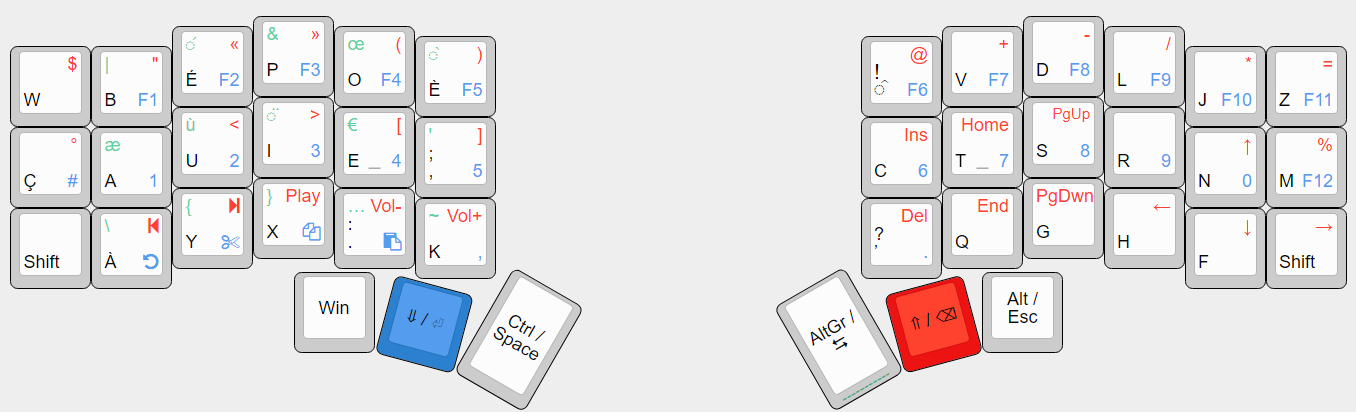 $
W
| "
B F1
◌́ «
É F2
& »
P F3
œ (
O F4
◌̀ )
È F5
@
!
◌̂ F6
+
V F7
-
D F8
/
L F9
*
J F10
=
Z F11
°
Ç #
æ
A 1
ù <
U 2
◌̈ >
I 3
€ [
E _ 4
' ]
;
, 5
Ins
C 6
Home
T _ 7
PgUp
S 8
R 9
↑
N 0
%
M F12
Shift
\
À
{
Y
} Play
X
… Vol-
:
.
~ Vol+
K ,
Del
?
' .
End
Q
PgDwn
G
←
H
↓
F
→
Shift
Win
⇓ / ⏎
Ctrl /
Space
AltGr /
⇆
⇑ / ⌫
Alt /
Esc